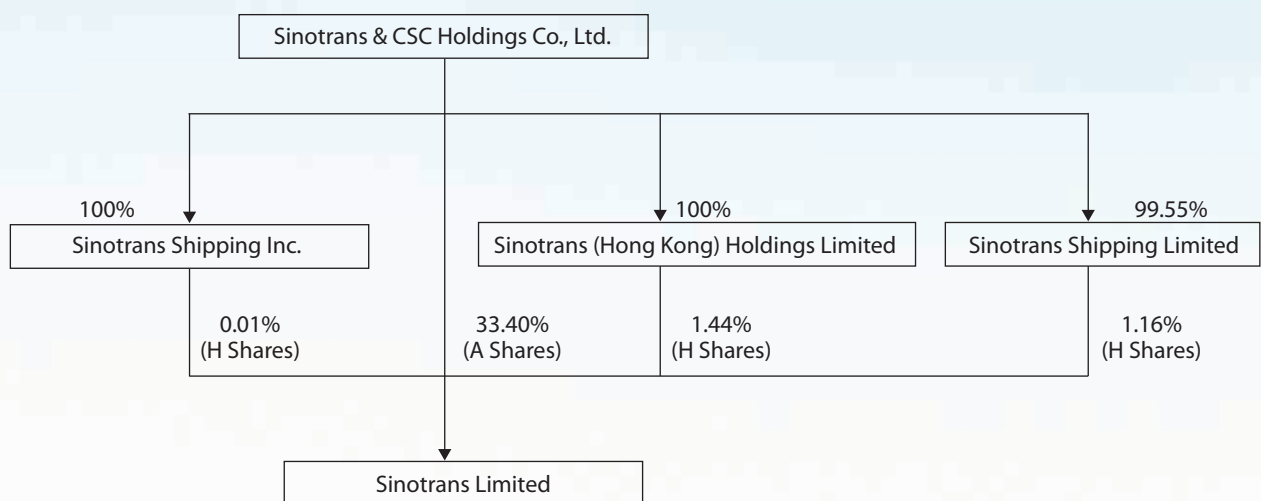 Sinotrans & CSC Holdings Co., Ltd.
100%
100%
99.55%
Sinotrans Shipping Inc.
Sinotrans (Hong Kong) Holdings Limited
Sinotrans Shipping Limited
0.01%
(H Shares)
33.40%
(A Shares)
1.44%
(H Shares)
1.16%
(H Shares)
Sinotrans Limited